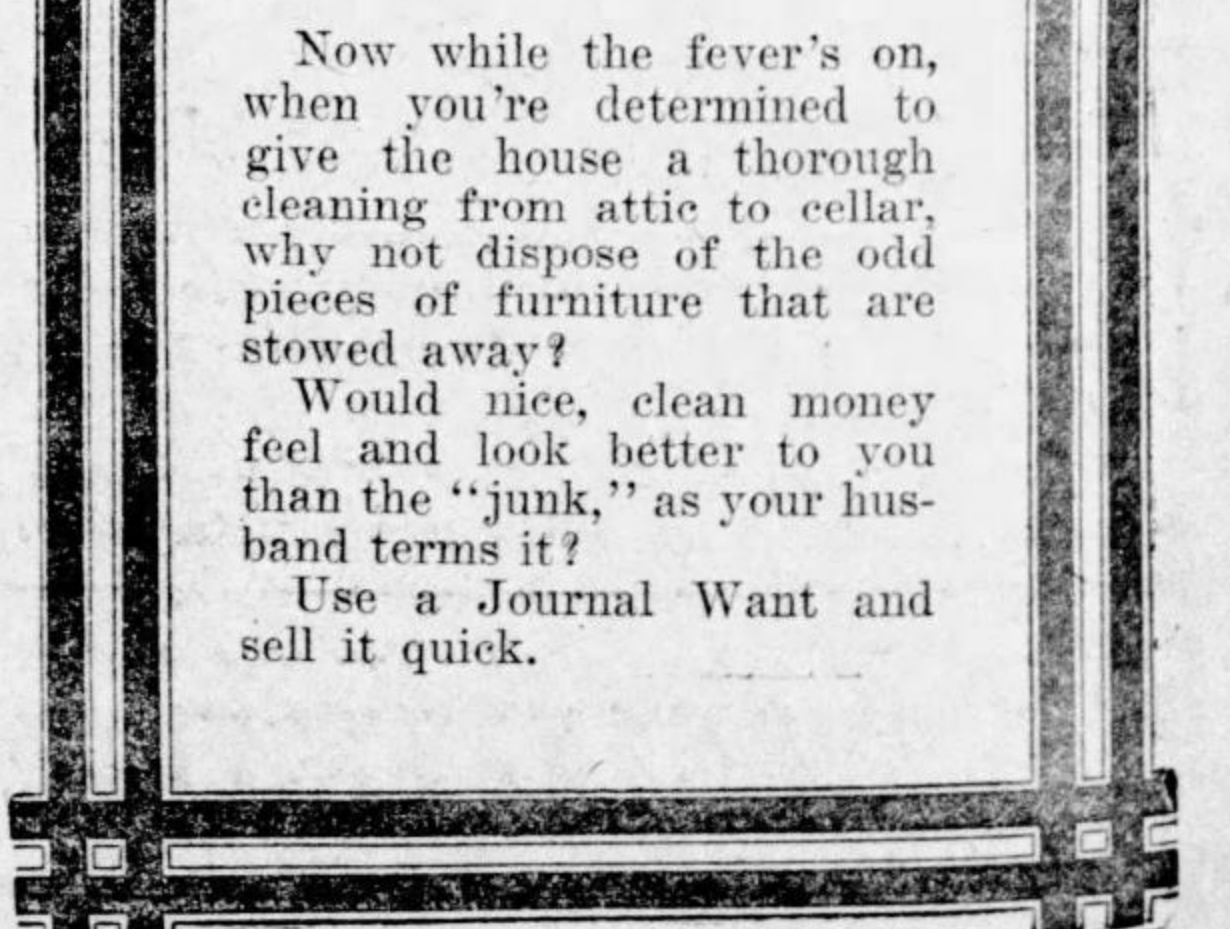 Now while the fever's on,
when you're determined to
give the house a thorough
cleaning from attic to cellar,
why not dispose of the odd
pieces of furniture that are
stowed away?
Would nice, clean money
feel and look better to you
than the "junk," as your hus-
band terms it?
Use a Journal Want and
sell it quick.